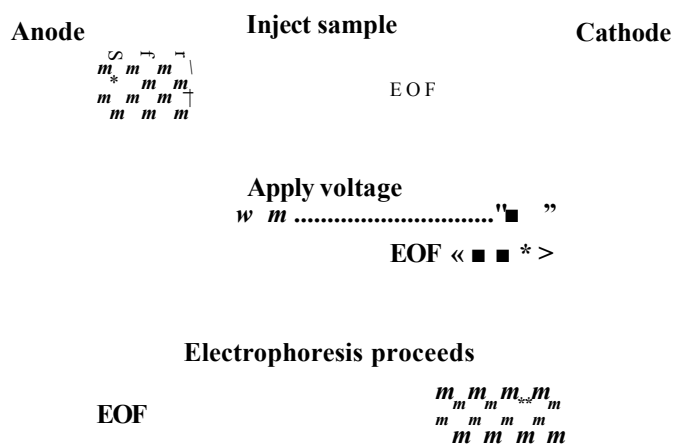 Anode Inject sample Cathode
S f r
m m m \
* m m
m m m †
m m m
EOF
Apply voltage
w m ..............................."■ ”
EOF « ■ ■ * >
Electrophoresis proceeds
EOF
m m m m
m m ** m
m m m m
m m m m